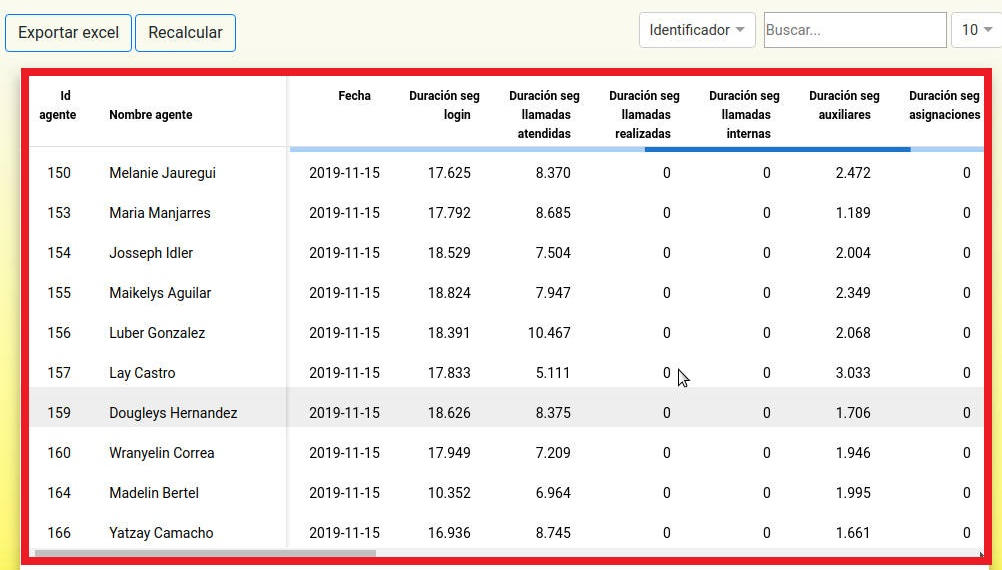 Exportar excel Recalcular Identificador Buscar... 10
Id agente Nombre agente Fecha Duración seg login Duración seg llamadas atendidas Duración seg llamadas realizadas Duración seg llamadas internas Duración seg auxiliares Duración seg asignaciones
150 Melanie Jauregui 2019-11-15 17.625 8.370 0 0 2.472 0
153 Maria Manjarres 2019-11-15 17.792 8.685 0 0 1.189 0
154 Josseph Idler 2019-11-15 18.529 7.504 0 0 2.004 0
155 Maikelys Aguilar 2019-11-15 18.824 7.947 0 0 2.349 0
156 Luber Gonzalez 2019-11-15 18.391 10.467 0 0 2.068 0
157 Lay Castro 2019-11-15 17.833 5.111 0 0 3.033 0
159 Dougleys Hernandez 2019-11-15 18.626 8.375 0 0 1.706 0
160 Wranyelin Correa 2019-11-15 17.949 7.209 0 0 1.946 0
164 Madelin Bertel 2019-11-15 10.352 6.964 0 0 1.995 0
166 Yatzay Camacho 2019-11-15 16.936 8.745 0 0 1.661 0